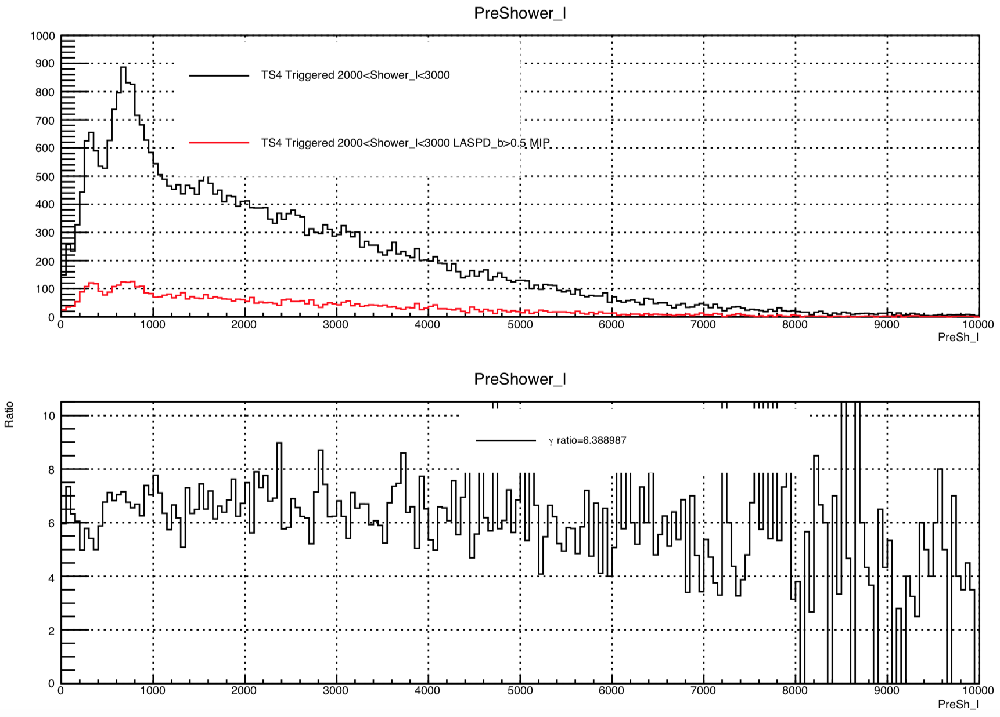 PreShower_l
1000
900
800
700
600
500
400
300
200
100
0
TS4 Triggered 2000<Shower_l<3000
TS4 Triggered 2000<Shower_l<3000 LASPD_b>0.5 MIP
0 1000 2000 3000 4000 5000 6000 7000 8000 9000 10000
PreSh_l
PreShower_l
Ratio
10
8
6
4
2
0
γ ratio=6.388987
0 1000 2000 3000 4000 5000 6000 7000 8000 9000 10000
PreSh_l